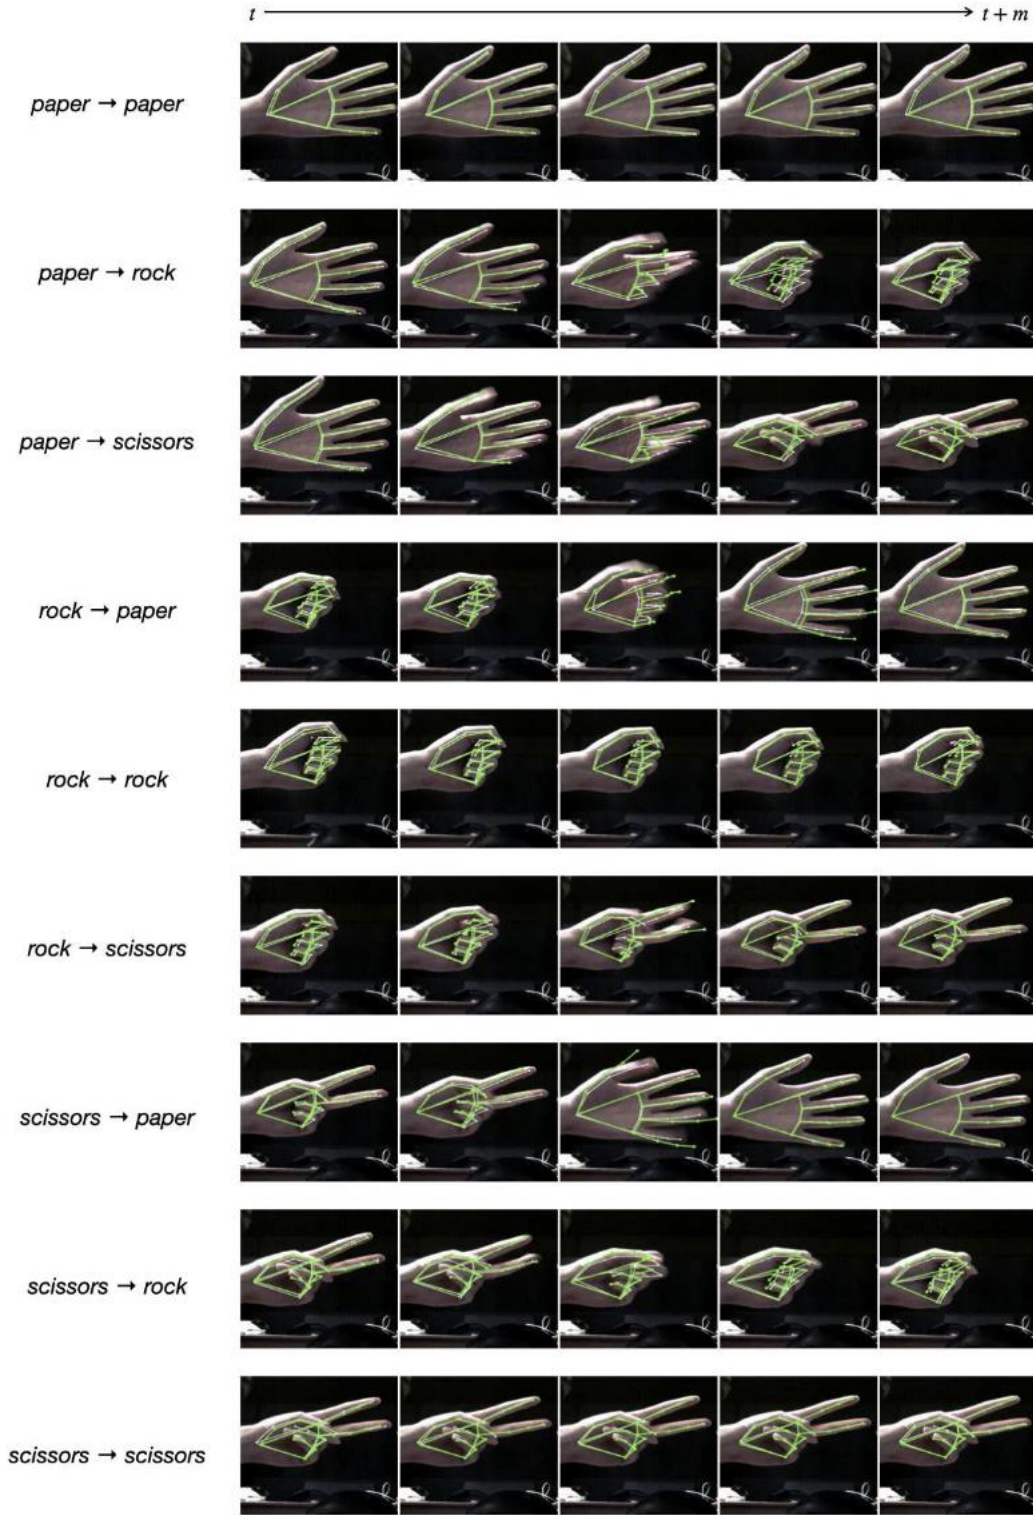 t → t + m
paper → paper
paper → rock
paper → scissors
rock → paper
rock → rock
rock → scissors
scissors → paper
scissors → rock
scissors → scissors